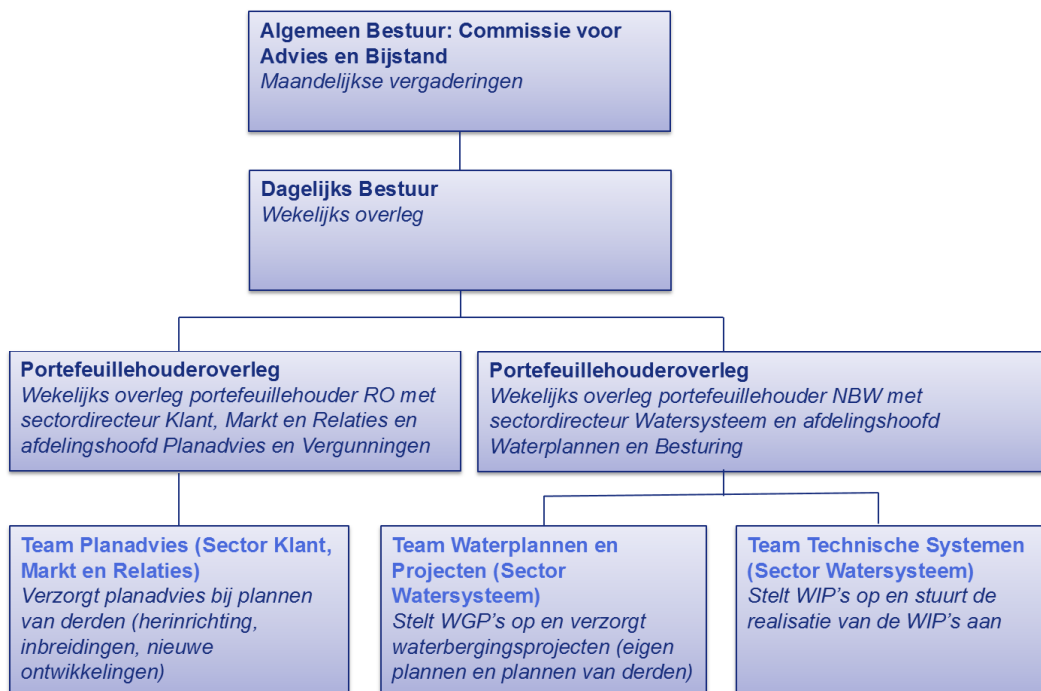 Algemeen Bestuur: Commissie voor
Advies en Bijstand
Maandelijkse vergaderingen
Dagelijks Bestuur
Wekelijks overleg
Portefeuillehouderoverleg
Wekelijks overleg portefeuillehouder RO met
sectordirecteur Klant, Markt en Relaties en
afdelingshoofd Planadvies en Vergunningen
Portefeuillehouderoverleg
Wekelijks overleg portefeuillehouder NBW met
sectordirecteur Watersysteem en afdelingshoofd
Waterplannen en Besturing
Team Planadvies (Sector Klant,
Markt en Relaties)
Verzorgt planadvies bij plannen
van derden (herinrichting,
inbreidingen, nieuwe
ontwikkelingen)
Team Waterplannen en
Projecten (Sector
Watersysteem)
Stelt WGP’s op en verzorgt
waterbergingsprojecten (eigen
plannen en plannen van derden)
Team Technische Systemen
(Sector Watersysteem)
Stelt WIP’s op en stuurt de
realisatie van de WIP’s aan